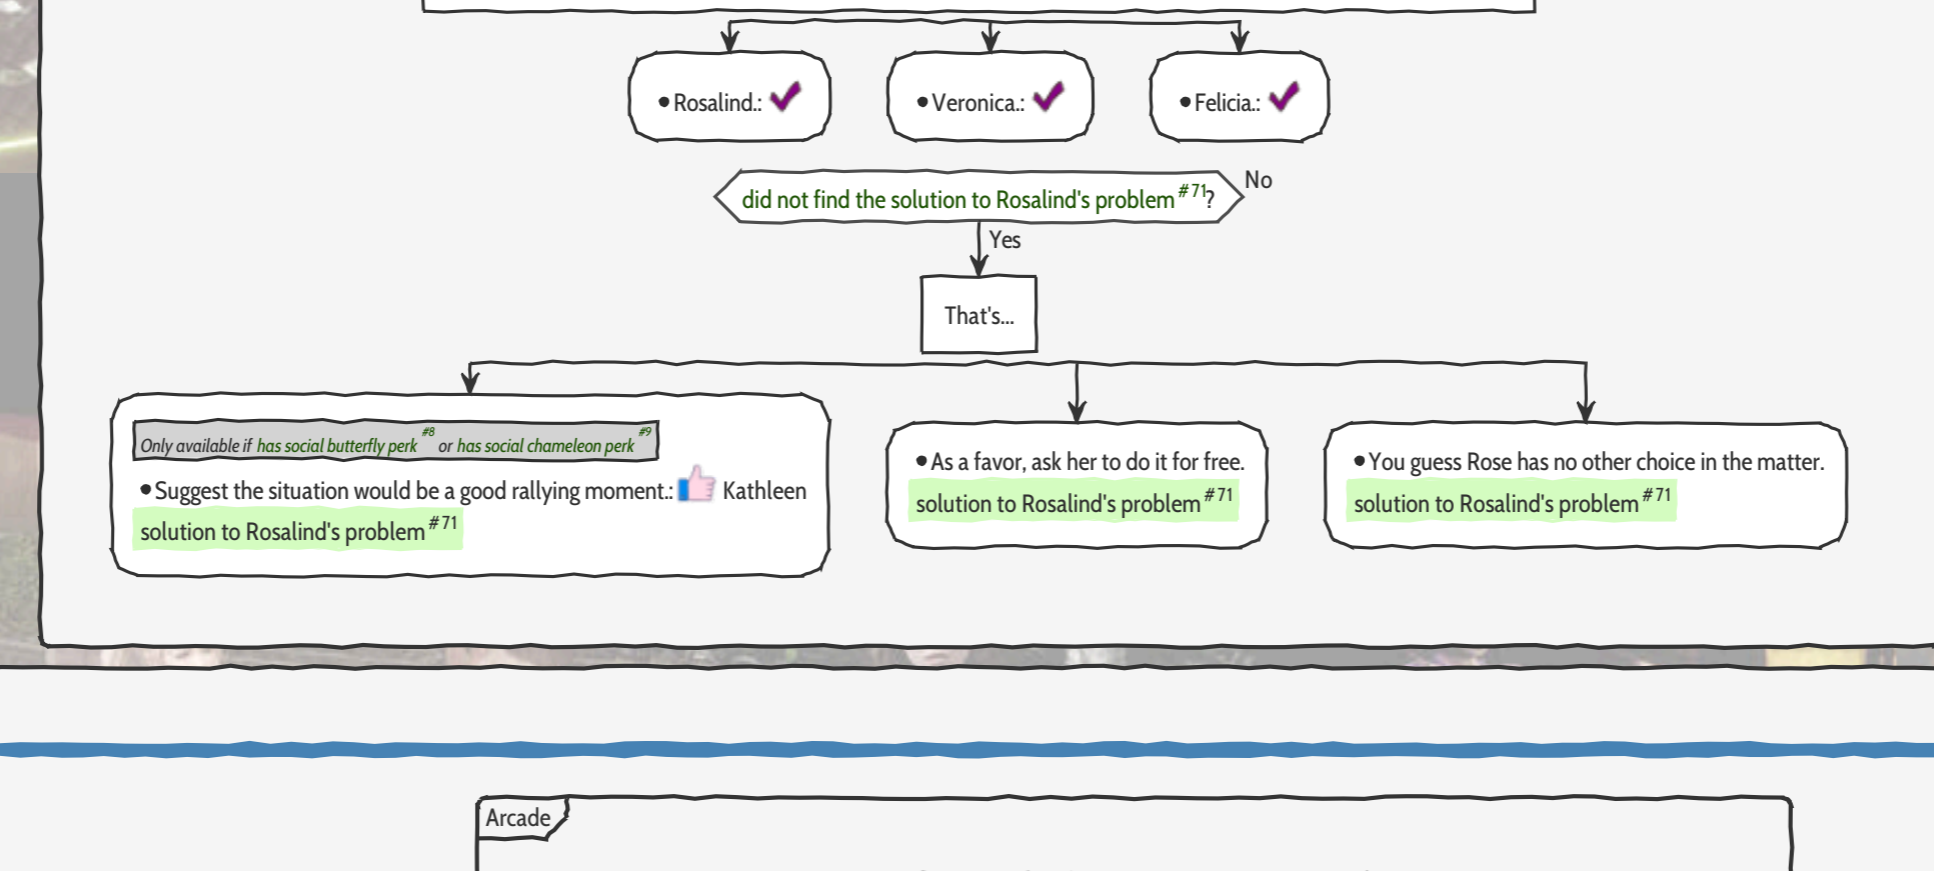 •Rosalind.:
•Veronica.:
•Felicia.:
did not find the solution to Rosalind's problem #71?
No
Yes
That's...
Only available if has social butterfly perk #8 or has social chameleon perk #9
•Suggest the situation would be a good rallying moment.: Kathleen
solution to Rosalind's problem #71
•As a favor, ask her to do it for free.
solution to Rosalind's problem #71
•You guess Rose has no other choice in the matter.
solution to Rosalind's problem #71
Arcade